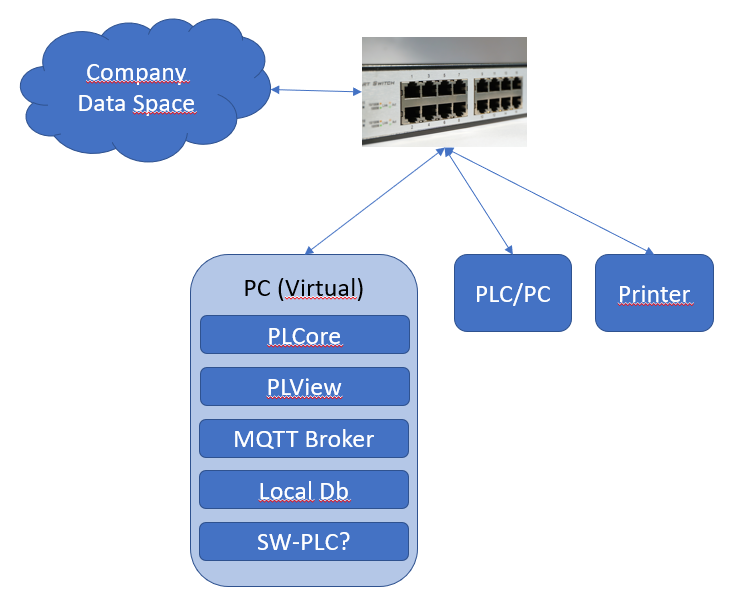 Company
Data Space
PC (Virtual)
PLCore
PLView
MQTT Broker
Local Db
SW-PLC?
PLC/PC
Printer